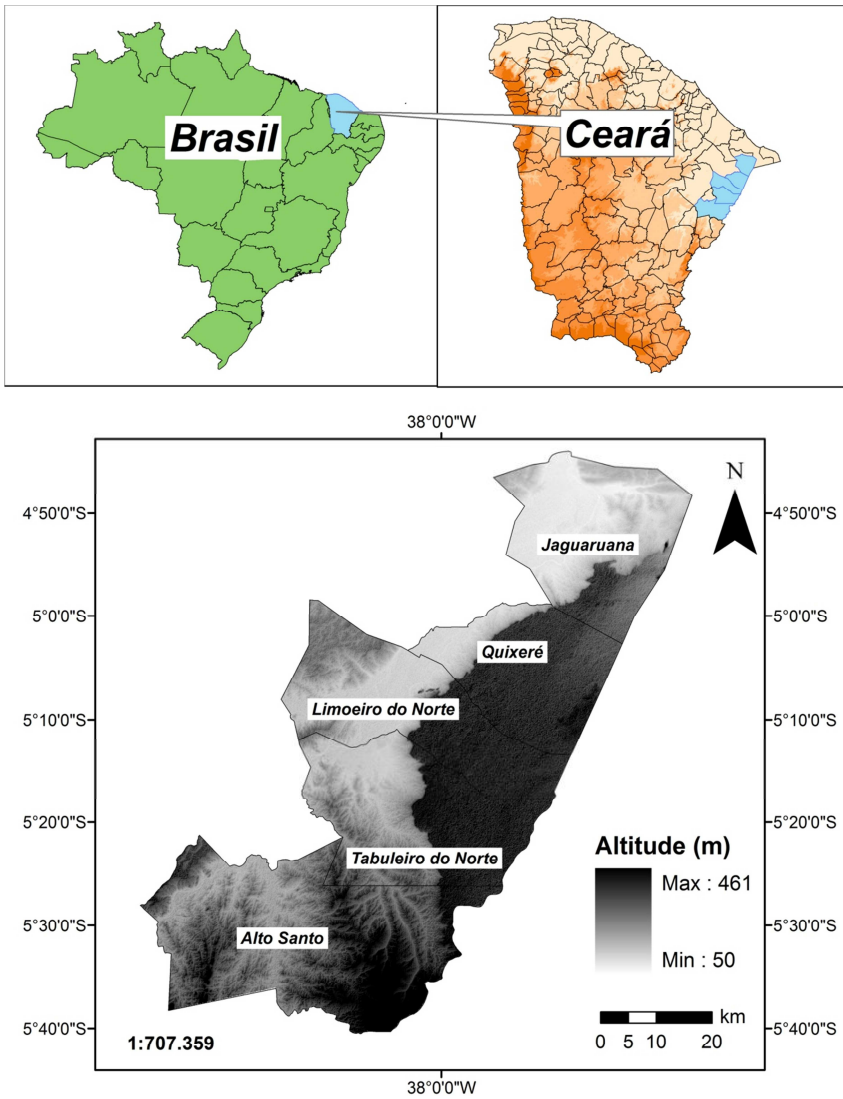 Brasil
Ceará
38°0'0"W
N
4°50'0"S
4°50'0"S
Jaguaruana
5°0'0"S
5°0'0"S
Quixeré
Limoeiro do Norte
5°10'0"S
5°10'0"S
5°20'0"S
5°20'0"S
Altitude (m)
Tabuleiro do Norte
Max : 461
5°30'0"S
5°30'0"S
Alto Santo
Min : 50
km
0 5 10 20
5°40'0"S
5°40'0"S
1:707.359
38°0'0"W